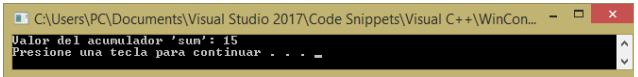 C:\Users\PC\Documents\Visual Studio 2017\Code Snippets\Visual C++\WinCon...
Valor del acumulador 'sum': 15
Presione una tecla para continuar . . .